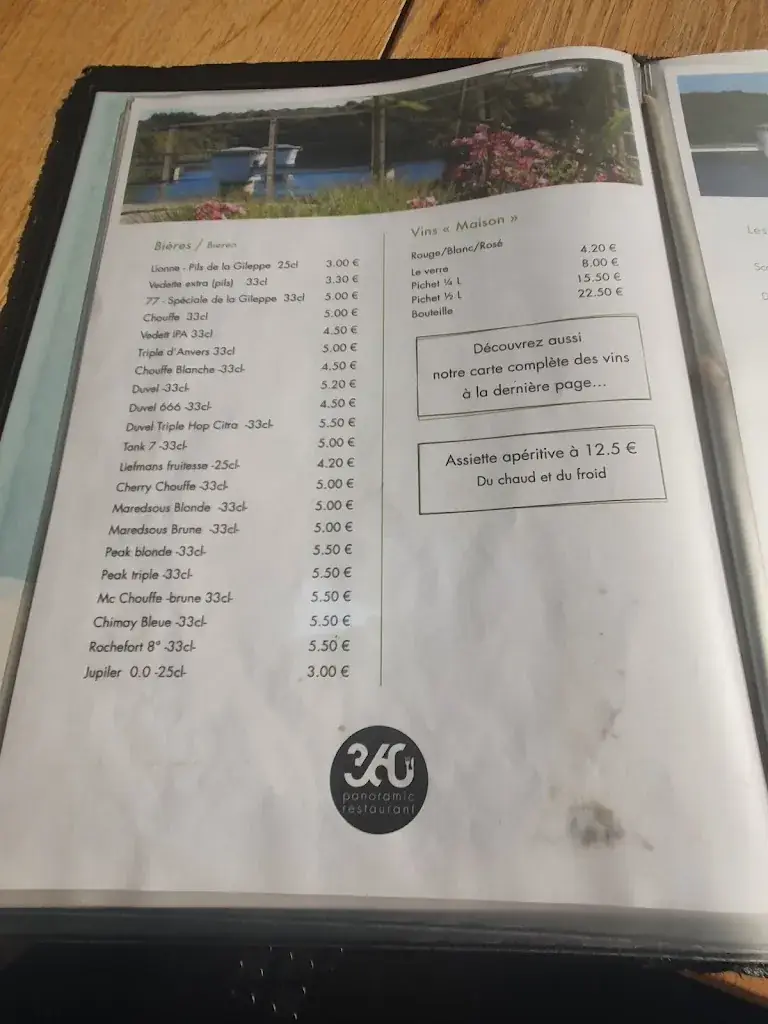 Bières / Bieren
Lionne - Pils de la Gileppe 25cl 3.00 €
Vedette extra (pils) 33cl 3.30 €
77 - Spéciale de la Gileppe 33cl 5.00 €
Chouffe 33cl 5.00 €
Vedett IPA 33cl 4.50 €
Triple d'Anvers 33cl 5.00 €
Chouffe Blanche -33cl- 4.50 €
Duvel -33cl- 5.20 €
Duvel 666 -33cl- 4.50 €
Duvel Triple Hop Citra -33cl- 5.50 €
Tank 7 -33cl- 5.00 €
Liefmans fruitesse -25cl- 4.20 €
Cherry Chouffe -33cl- 5.00 €
Maredsous Blonde -33cl- 5.00 €
Maredsous Brune -33cl- 5.00 €
Peak blonde -33cl- 5.50 €
Peak triple -33cl- 5.50 €
Mc Chouffe -brune 33cl- 5.50 €
Chimay Bleue -33cl- 5.50 €
Rochefort 8° -33cl- 5.50 €
Jupiler 0.0 -25cl- 3.00 €
Vins « Maison »
Rouge/Blanc/Rosé
Le verre 4.20 €
Pichet ¼ L 8.00 €
Pichet ½ L 15.50 €
Bouteille 22.50 €
Découvrez aussi
notre carte complète des vins
à la dernière page...
Assiette apéritive à 12.5 €
Du chaud et du froid
360
panoramic
restaurant
Les